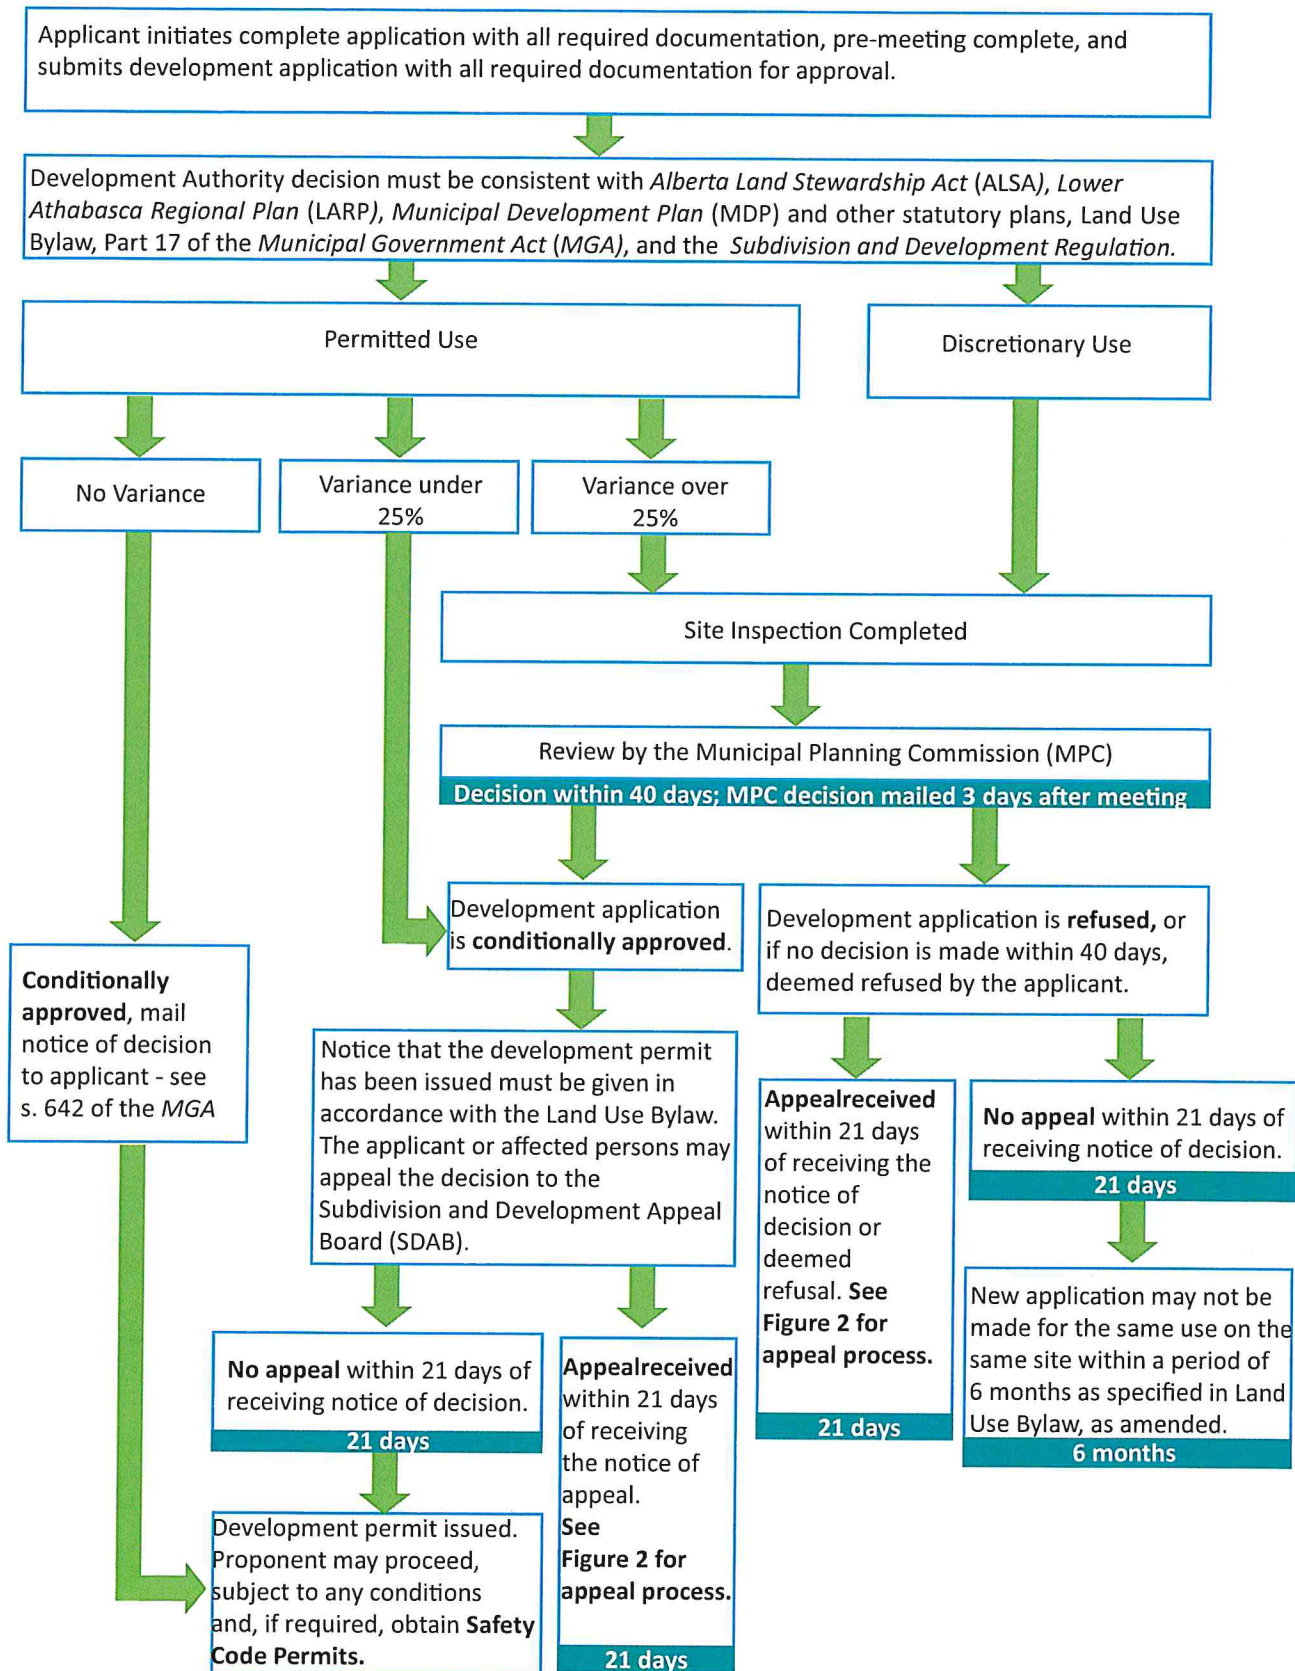 Applicant initiates complete application with all required documentation, pre-meeting complete, and
submits development application with all required documentation for approval.
Development Authority decision must be consistent with Alberta Land Stewardship Act (ALSA), Lower
Athabasca Regional Plan (LARP), Municipal Development Plan (MDP) and other statutory plans, Land Use
Bylaw, Part 17 of the Municipal Government Act (MGA), and the Subdivision and Development Regulation.
Permitted Use
Discretionary Use
No Variance
Variance under
25%
Variance over
25%
Site Inspection Completed
Review by the Municipal Planning Commission (MPC)
Decision within 40 days; MPC decision mailed 3 days after meeting
Development application
is conditionally approved.
Development application is refused, or
if no decision is made within 40 days,
deemed refused by the applicant.
Conditionally
approved, mail
notice of decision
to applicant - see
s. 642 of the MGA
Notice that the development permit
has been issued must be given in
accordance with the Land Use Bylaw.
The applicant or affected persons may
appeal the decision to the
Subdivision and Development Appeal
Board (SDAB).
Appealreceived
within 21 days
of receiving the
notice of
decision or
deemed
refusal. See
Figure 2 for
appeal process.
21 days
No appeal within 21 days of
receiving notice of decision.
21 days
New application may not be
made for the same use on the
same site within a period of
6 months as specified in Land
Use Bylaw, as amended.
6 months
No appeal within 21 days of
receiving notice of decision.
21 days
Appealreceived
within 21 days
of receiving
the notice of
appeal.
See
Figure 2 for
appeal process.
21 days
Development permit issued.
Proponent may proceed,
subject to any conditions
and, if required, obtain Safety
Code Permits.